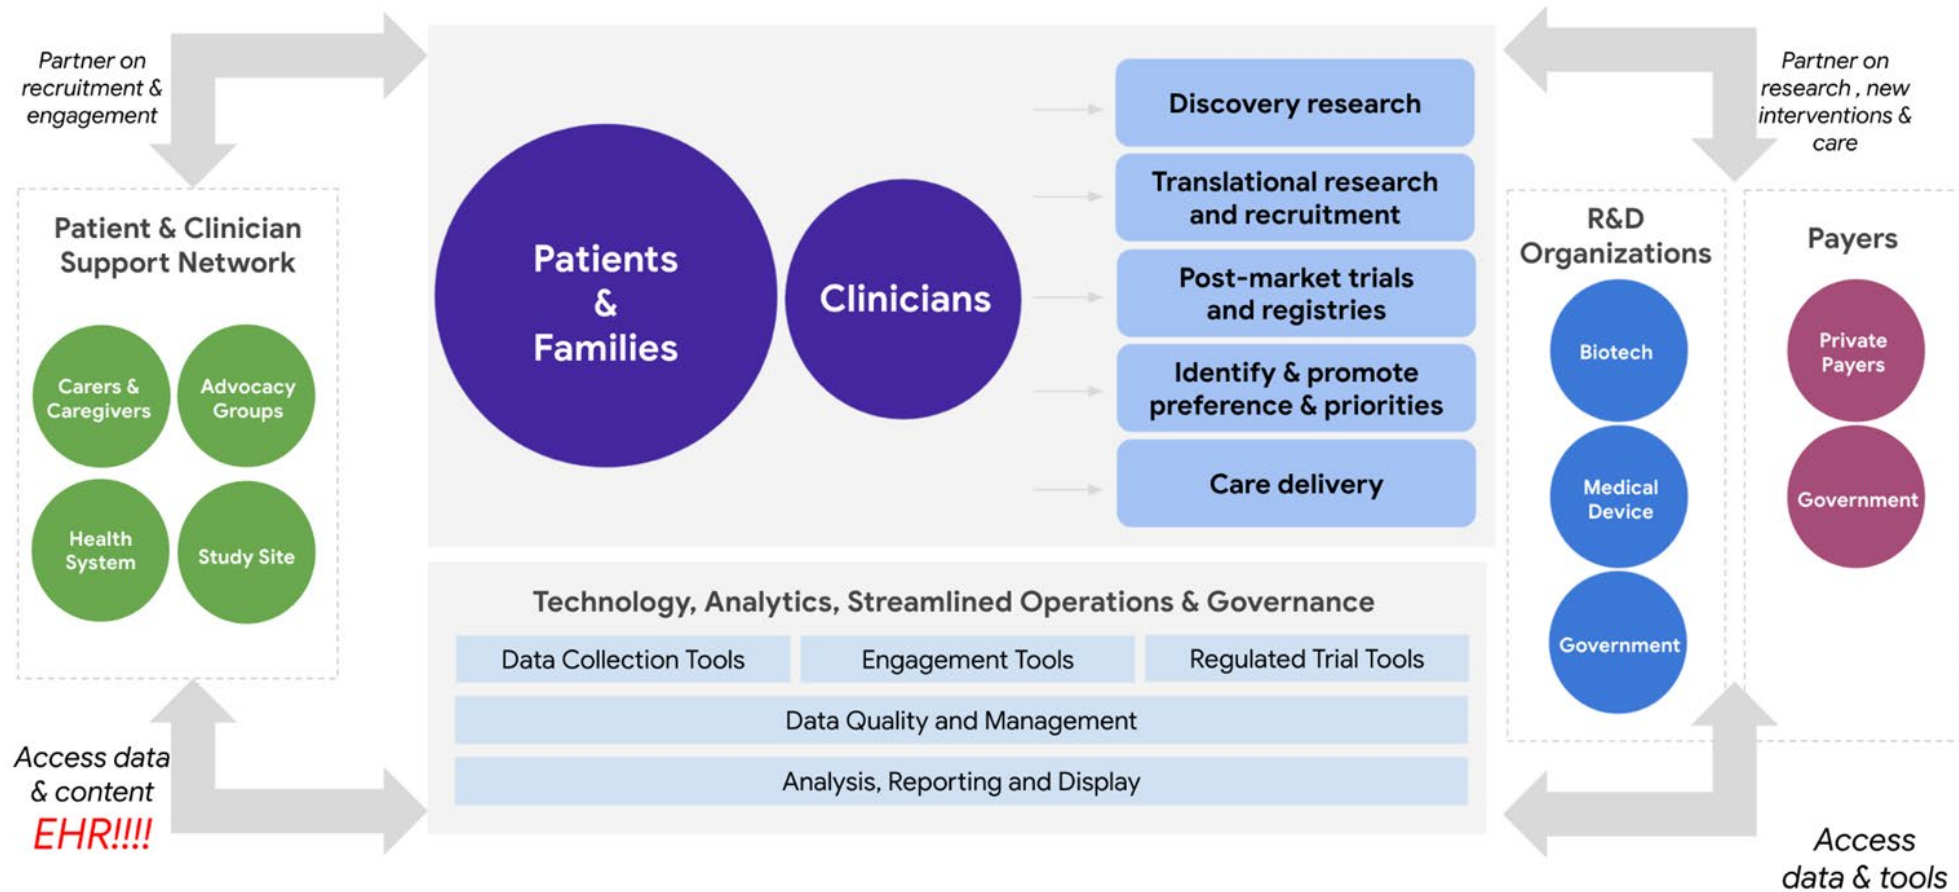 Partner on
recruitment &
engagement
Patient & Clinician
Support Network
Carers &
Caregivers
Advocacy
Groups
Health
System
Study Site
Access data
& content
EHR!!!!
Patients
&
Families
Clinicians
Discovery research
Translational research
and recruitment
Post-market trials
and registries
Identify & promote
preference & priorities
Care delivery
Technology, Analytics, Streamlined Operations & Governance
Data Collection Tools
Engagement Tools
Regulated Trial Tools
Data Quality and Management
Analysis, Reporting and Display
Partner on
research , new
interventions &
care
R&D
Organizations
Biotech
Medical
Device
Government
Payers
Private
Payers
Government
Access
data & tools